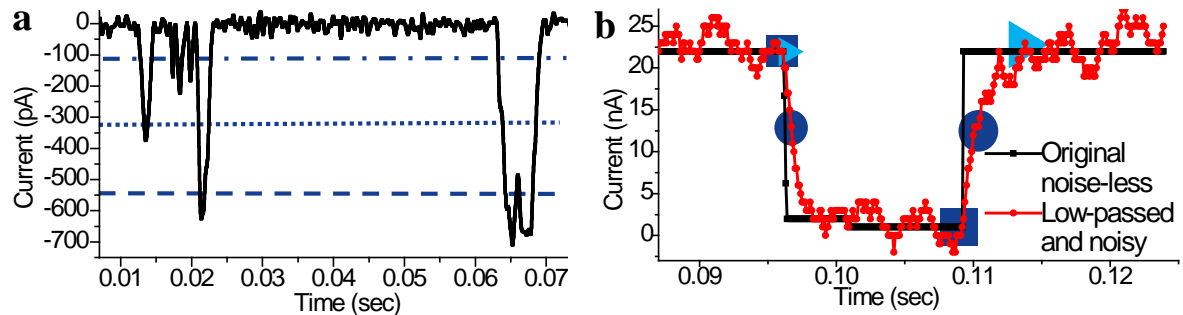 a
Current (pA)
0
-100
-200
-300
-400
-500
-600
-700
0.01 0.02 0.03 0.04 0.05 0.06 0.07
Time (sec)
b
Current (nA)
25
20
15
10
5
0
0.09 0.10 0.11 0.12
Time (sec)
Original
noise-less
Low-passed
and noisy